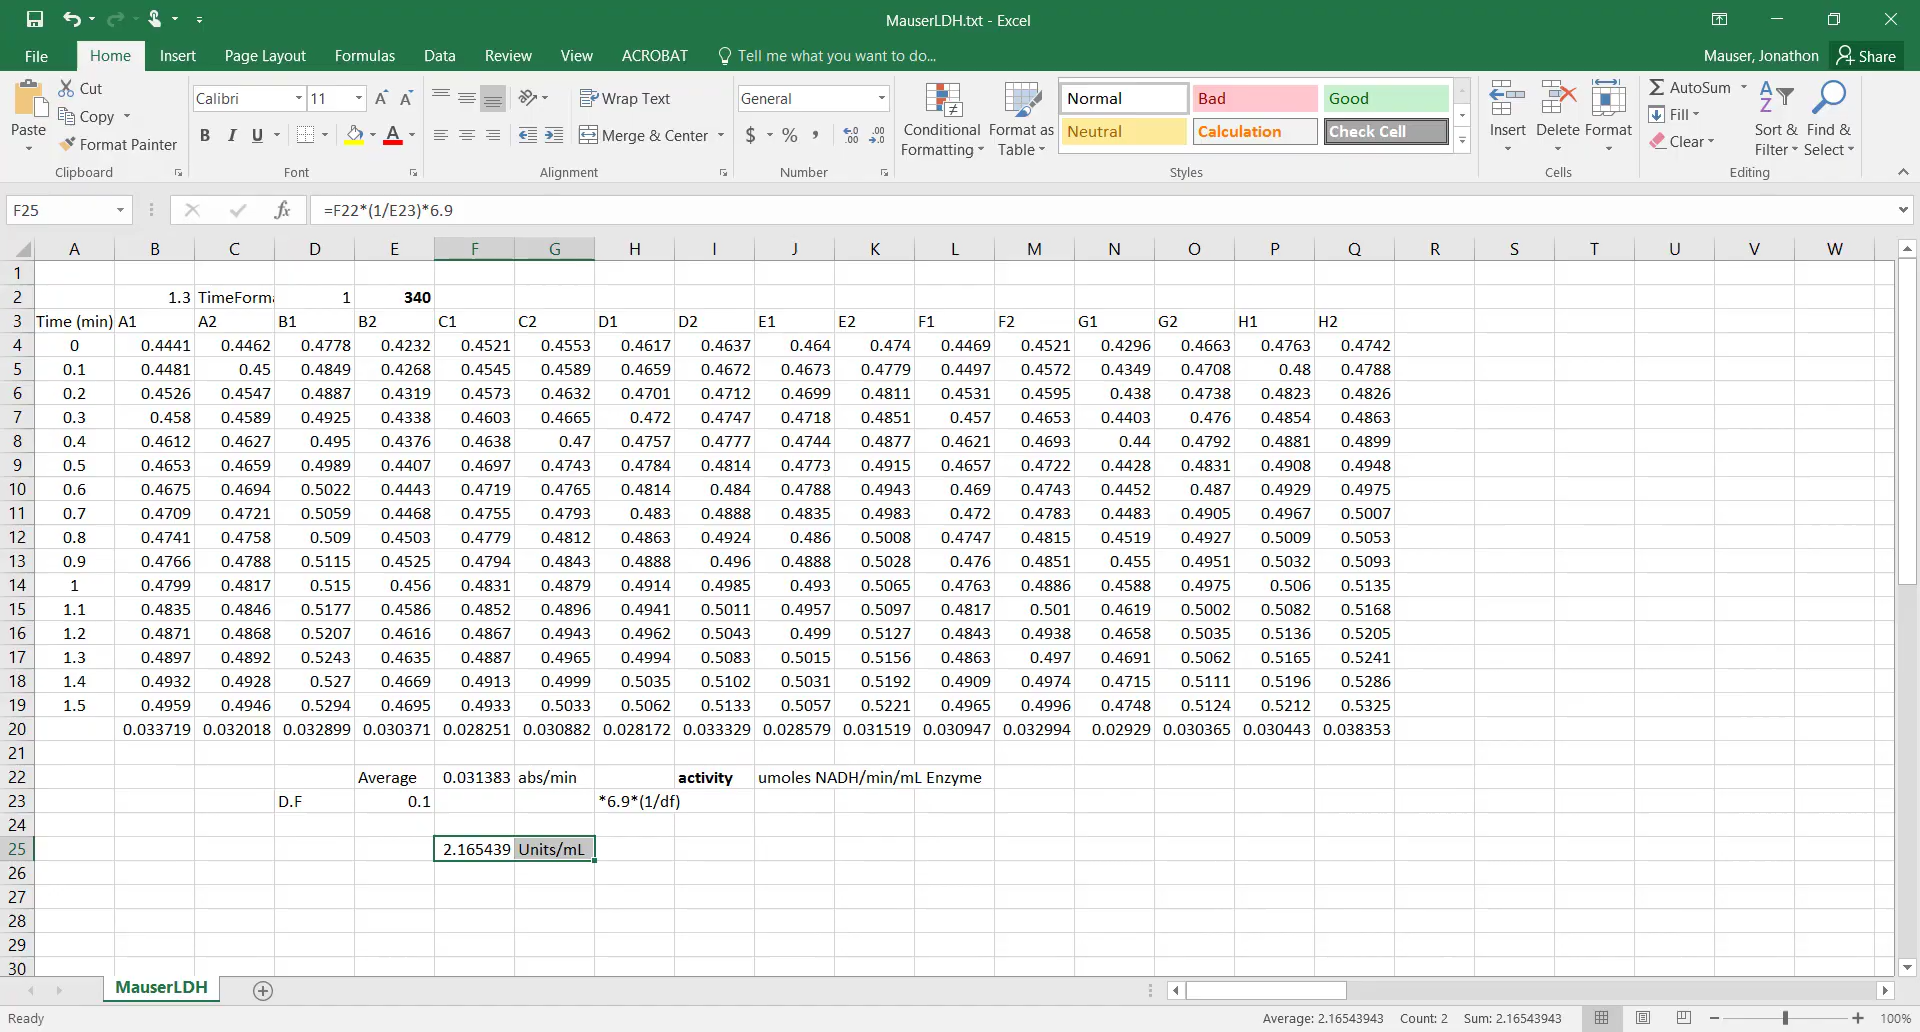 MauserLDH.txt - Excel
File Home Insert Page Layout Formulas Data Review View ACROBAT Tell me what you want to do... Mauser, Jonathon Share
Paste Cut Copy Format Painter Clipboard
Calibri 11 A A B I U A Font
Wrap Text Merge & Center Alignment
General $ % , .00 .0 Number
Conditional Formatting Format as Table Normal Bad Good Neutral Calculation Check Cell Styles
Insert Delete Format Cells
AutoSum Fill Clear Sort & Filter Find & Select Editing
F25 fx =F22*(1/E23)*6.9
A B C D E F G H I J K L M N O P Q R S T U V W
1
2 1.3 TimeForma 1 340
3 Time (min) A1 A2 B1 B2 C1 C2 D1 D2 E1 E2 F1 F2 G1 G2 H1 H2
4 0 0.4441 0.4462 0.4778 0.4232 0.4521 0.4553 0.4617 0.4637 0.464 0.474 0.4469 0.4521 0.4296 0.4663 0.4763 0.4742
5 0.1 0.4481 0.45 0.4849 0.4268 0.4545 0.4589 0.4659 0.4672 0.4673 0.4779 0.4497 0.4572 0.4349 0.4708 0.48 0.4788
6 0.2 0.4526 0.4547 0.4887 0.4319 0.4573 0.4632 0.4701 0.4712 0.4699 0.4811 0.4531 0.4595 0.438 0.4738 0.4823 0.4826
7 0.3 0.458 0.4589 0.4925 0.4338 0.4603 0.4665 0.472 0.4747 0.4718 0.4851 0.457 0.4653 0.4403 0.476 0.4854 0.4863
8 0.4 0.4612 0.4627 0.495 0.4376 0.4638 0.47 0.4757 0.4777 0.4744 0.4877 0.4621 0.4693 0.44 0.4792 0.4881 0.4899
9 0.5 0.4653 0.4659 0.4989 0.4407 0.4697 0.4743 0.4784 0.4814 0.4773 0.4915 0.4657 0.4722 0.4428 0.4831 0.4908 0.4948
10 0.6 0.4675 0.4694 0.5022 0.4443 0.4719 0.4765 0.4814 0.484 0.4788 0.4943 0.469 0.4743 0.4452 0.487 0.4929 0.4975
11 0.7 0.4709 0.4721 0.5059 0.4468 0.4755 0.4793 0.483 0.4888 0.4835 0.4983 0.472 0.4783 0.4483 0.4905 0.4967 0.5007
12 0.8 0.4741 0.4758 0.509 0.4503 0.4779 0.4812 0.4863 0.4924 0.486 0.5008 0.4747 0.4815 0.4519 0.4927 0.5009 0.5053
13 0.9 0.4766 0.4788 0.5115 0.4525 0.4794 0.4843 0.4888 0.496 0.4888 0.5028 0.476 0.4851 0.455 0.4951 0.5032 0.5093
14 1 0.4799 0.4817 0.515 0.456 0.4831 0.4879 0.4914 0.4985 0.493 0.5065 0.4763 0.4886 0.4588 0.4975 0.506 0.5135
15 1.1 0.4835 0.4846 0.5177 0.4586 0.4852 0.4896 0.4941 0.5011 0.4957 0.5097 0.4817 0.501 0.4619 0.5002 0.5082 0.5168
16 1.2 0.4871 0.4868 0.5207 0.4616 0.4867 0.4943 0.4962 0.5043 0.499 0.5127 0.4843 0.4938 0.4658 0.5035 0.5136 0.5205
17 1.3 0.4897 0.4892 0.5243 0.4635 0.4887 0.4965 0.4994 0.5083 0.5015 0.5156 0.4863 0.497 0.4691 0.5062 0.5165 0.5241
18 1.4 0.4932 0.4928 0.527 0.4669 0.4913 0.4999 0.5035 0.5102 0.5031 0.5192 0.4909 0.4974 0.4715 0.5111 0.5196 0.5286
19 1.5 0.4959 0.4946 0.5294 0.4695 0.4933 0.5033 0.5062 0.5133 0.5057 0.5221 0.4965 0.4996 0.4748 0.5124 0.5212 0.5325
20 0.033719 0.032018 0.032899 0.030371 0.028251 0.030882 0.028172 0.033329 0.028579 0.031519 0.030947 0.032994 0.02929 0.030365 0.030443 0.038353
21
22 Average 0.031383 abs/min activity umoles NADH/min/mL Enzyme
23 D.F 0.1 *6.9*(1/df)
24
25 2.165439 Units/mL
26
27
28
29
30
MauserLDH
Ready Average: 2.16543943 Count: 2 Sum: 2.16543943 100%